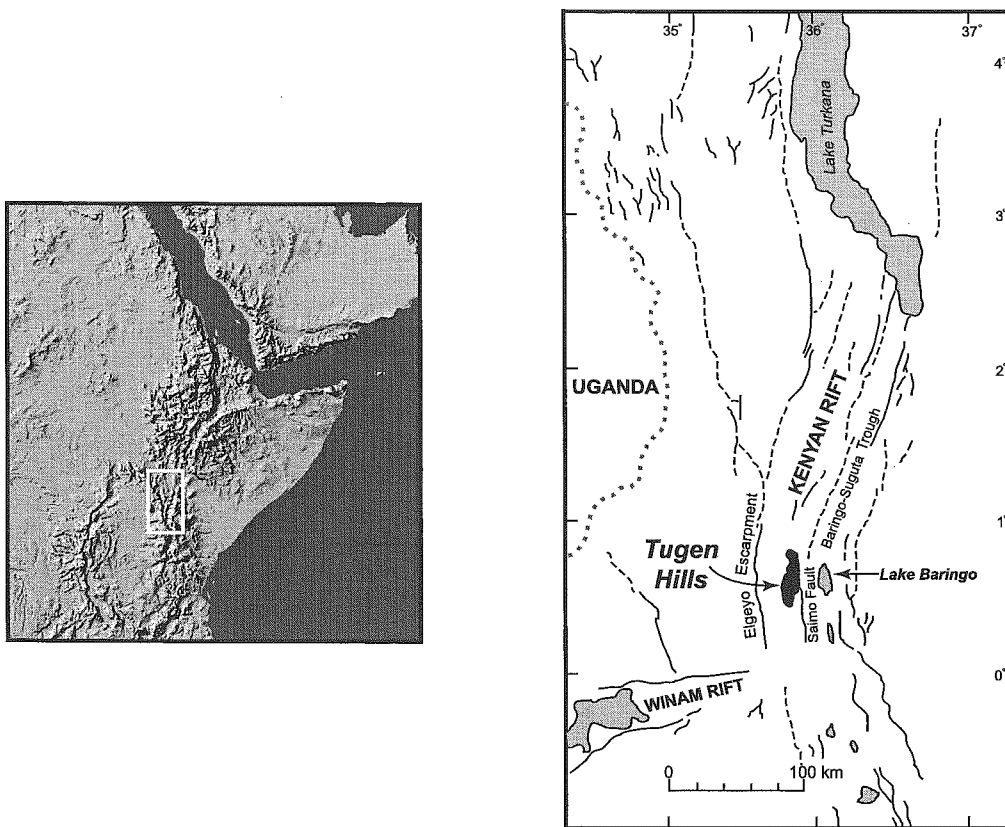 35°
36°
37°
4°
Lake Turkana
3°
2°
UGANDA
KENYAN RIFT
Baringo-Suguta Trough
1°
Elgeyo Escarpment
Tugen
Hills
Saimo Fault
Lake Baringo
0°
WINAM RIFT
0
100 km